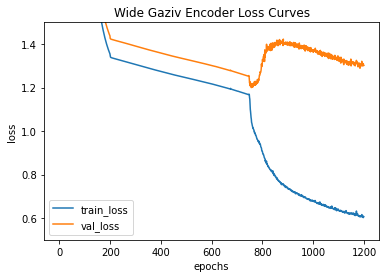 Wide Gaziv Encoder Loss Curves
1.4
1.2
1.0
0.8
0.6
loss
train_loss
val_loss
0 200 400 600 800 1000 1200
epochs